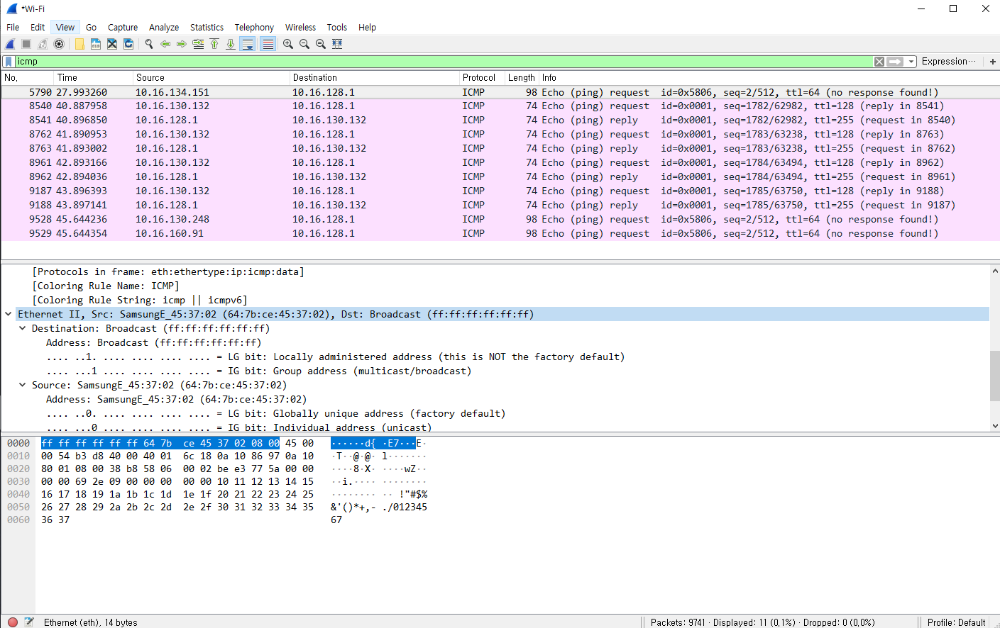 *Wi-Fi
File Edit View Go Capture Analyze Statistics Telephony Wireless Tools Help
icmp Expression… +
No. Time Source Destination Protocol Length Info
5790 27.993260 10.16.134.151 10.16.128.1 ICMP 98 Echo (ping) request id=0x5806, seq=2/512, ttl=64 (no response found!)
8540 40.887958 10.16.130.132 10.16.128.1 ICMP 74 Echo (ping) request id=0x0001, seq=1782/62982, ttl=128 (reply in 8541)
8541 40.896850 10.16.128.1 10.16.130.132 ICMP 74 Echo (ping) reply id=0x0001, seq=1782/62982, ttl=255 (request in 8540)
8762 41.890953 10.16.130.132 10.16.128.1 ICMP 74 Echo (ping) request id=0x0001, seq=1783/63238, ttl=128 (reply in 8763)
8763 41.893002 10.16.128.1 10.16.130.132 ICMP 74 Echo (ping) reply id=0x0001, seq=1783/63238, ttl=255 (request in 8762)
8961 42.893166 10.16.130.132 10.16.128.1 ICMP 74 Echo (ping) request id=0x0001, seq=1784/63494, ttl=128 (reply in 8962)
8962 42.894036 10.16.128.1 10.16.130.132 ICMP 74 Echo (ping) reply id=0x0001, seq=1784/63494, ttl=255 (request in 8961)
9187 43.896393 10.16.130.132 10.16.128.1 ICMP 74 Echo (ping) request id=0x0001, seq=1785/63750, ttl=128 (reply in 9188)
9188 43.897141 10.16.128.1 10.16.130.132 ICMP 74 Echo (ping) reply id=0x0001, seq=1785/63750, ttl=255 (request in 9187)
9528 45.644236 10.16.130.248 10.16.128.1 ICMP 98 Echo (ping) request id=0x5806, seq=2/512, ttl=64 (no response found!)
9529 45.644354 10.16.160.91 10.16.128.1 ICMP 98 Echo (ping) request id=0x5806, seq=2/512, ttl=64 (no response found!)
[Protocols in frame: eth:ethertype:ip:icmp:data]
[Coloring Rule Name: ICMP]
[Coloring Rule String: icmp || icmpv6]
Ethernet II, Src: SamsungE_45:37:02 (64:7b:ce:45:37:02), Dst: Broadcast (ff:ff:ff:ff:ff:ff)
Destination: Broadcast (ff:ff:ff:ff:ff:ff)
Address: Broadcast (ff:ff:ff:ff:ff:ff)
.... ..1. .... .... .... .... = LG bit: Locally administered address (this is NOT the factory default)
.... ...1 .... .... .... .... = IG bit: Group address (multicast/broadcast)
Source: SamsungE_45:37:02 (64:7b:ce:45:37:02)
Address: SamsungE_45:37:02 (64:7b:ce:45:37:02)
.... ..0. .... .... .... .... = LG bit: Globally unique address (factory default)
.... ...0 .... .... .... .... = IG bit: Individual address (unicast)
0000 ff ff ff ff ff ff 64 7b ce 45 37 02 08 00 45 00 ······d{ ·E7···E·
0010 00 54 b3 d8 40 00 40 01 6c 18 0a 10 86 97 0a 10 ·T··@·@· l·······
0020 80 01 08 00 38 b8 58 06 00 02 be e3 77 5a 00 00 ····8·X· ····wZ··
0030 00 00 69 2e 09 00 00 00 00 00 10 11 12 13 14 15 ··i.···· ········
0040 16 17 18 19 1a 1b 1c 1d 1e 1f 20 21 22 23 24 25 ········ ·· !"#$%
0050 26 27 28 29 2a 2b 2c 2d 2e 2f 30 31 32 33 34 35 &'()*+,- ./012345
0060 36 37 67
Ethernet (eth), 14 bytes Packets: 9741 · Displayed: 11 (0.1%) · Dropped: 0 (0.0%) Profile: Default